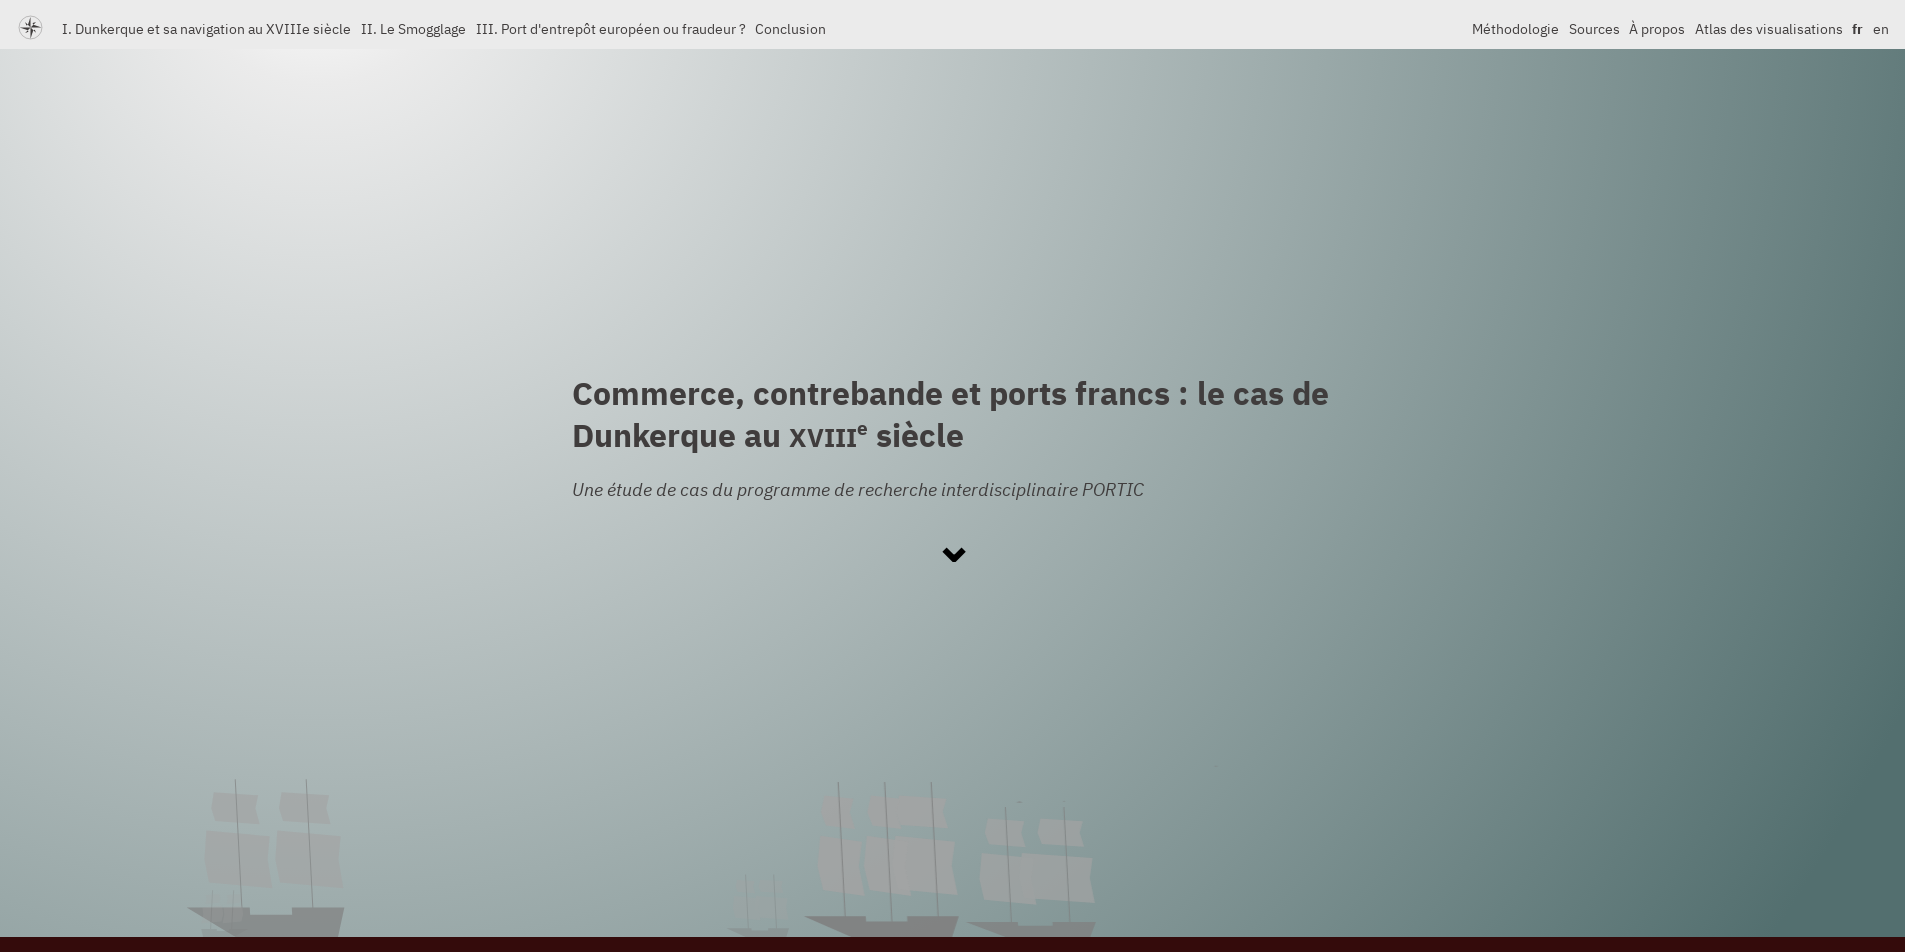 I. Dunkerque et sa navigation au XVIIIe siècle II. Le Smogglage III. Port d'entrepôt européen ou fraudeur ? Conclusion Méthodologie Sources À propos Atlas des visualisations fr en
Commerce, contrebande et ports francs : le cas de
Dunkerque au XVIIIe siècle
Une étude de cas du programme de recherche interdisciplinaire PORTIC